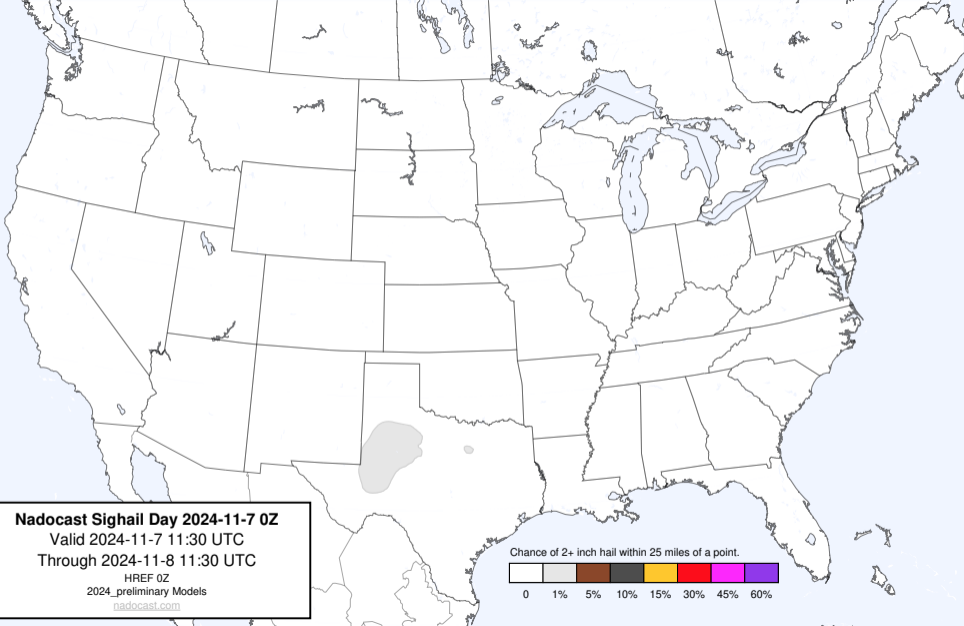 Nadocast Sighail Day 2024-11-7 0Z
Valid 2024-11-7 11:30 UTC
Through 2024-11-8 11:30 UTC
HREF 0Z
2024_preliminary Models
nadocast.com
Chance of 2+ inch hail within 25 miles of a point.
0 1% 5% 10% 15% 30% 45% 60%